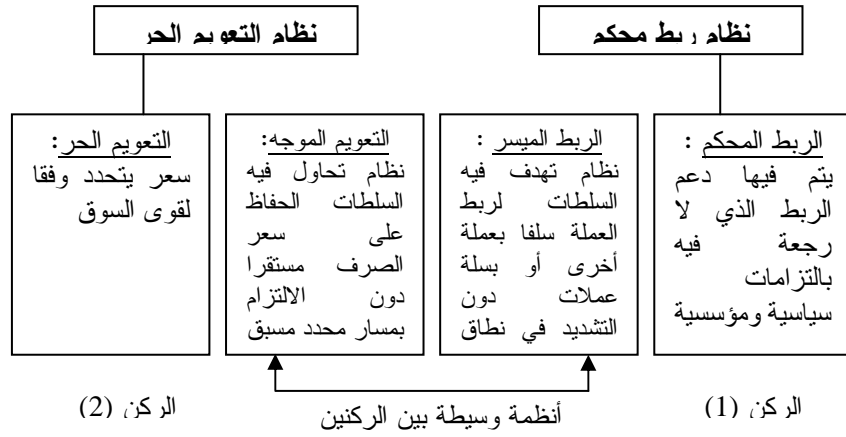 نظام ربط محكم
نظام التعويم الحر
الربط المحكم :
يتم فيها دعم
الربط الذي لا
رجعة فيه
بالتزامات
سياسية ومؤسسية
الربط الميسر :
نظام تهدف فيه
السلطات لربط
العملة سلفا بعملة
أخرى أو بسلة
عملات دون
التشديد في نطاق
التعويم الموجه:
نظام تحاول فيه
السلطات الحفاظ
على سعر
الصرف مستقرا
دون الالتزام
بمسار محدد مسبق
التعويم الحر:
سعر يتحدد وفقا
لقوى السوق
الركن (1)
أنظمة وسيطة بين الركنين
الركن (2)